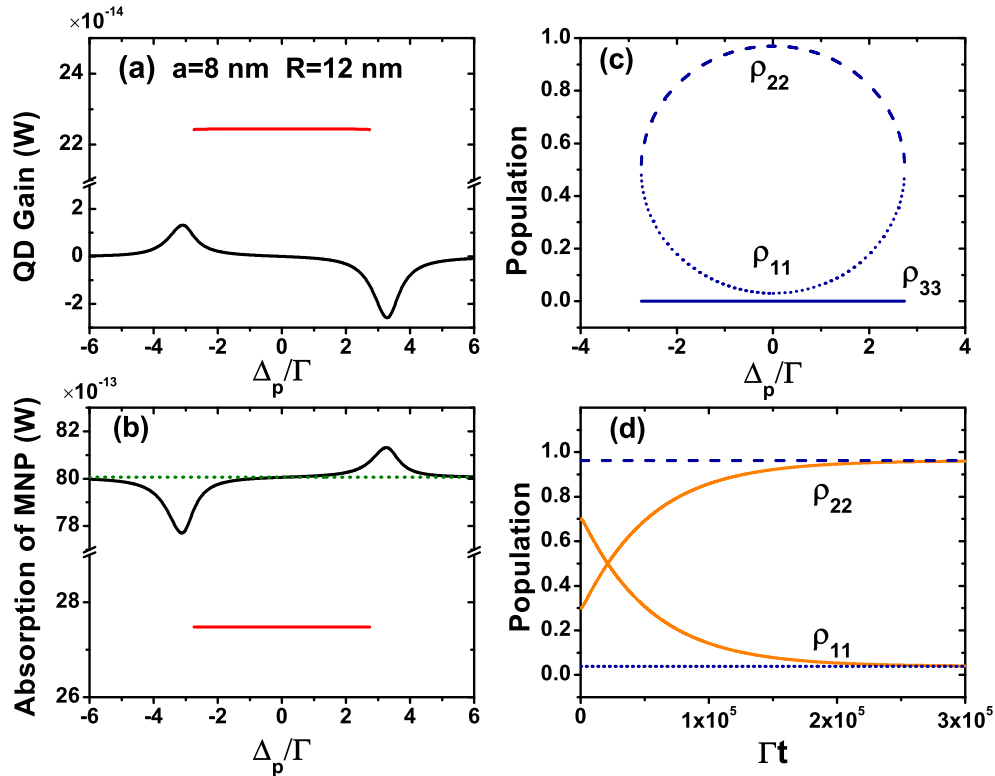 ×10⁻¹⁴
(a) a=8 nm R=12 nm
24
22
2
0
-2
QD Gain (W)
-6 -4 -2 0 2 4 6
Δp/Γ
(c)
1.0
0.8
0.6
0.4
0.2
0.0
Population
ρ22
ρ11
ρ33
-4 -2 0 2 4
Δp/Γ
×10⁻¹³
(b)
82
80
78
28
26
Absorption of MNP (W)
-6 -4 -2 0 2 4 6
Δp/Γ
(d)
1.0
0.8
0.6
0.4
0.2
0.0
Population
ρ22
ρ11
0 1x10⁵ 2x10⁵ 3x10⁵
Γt